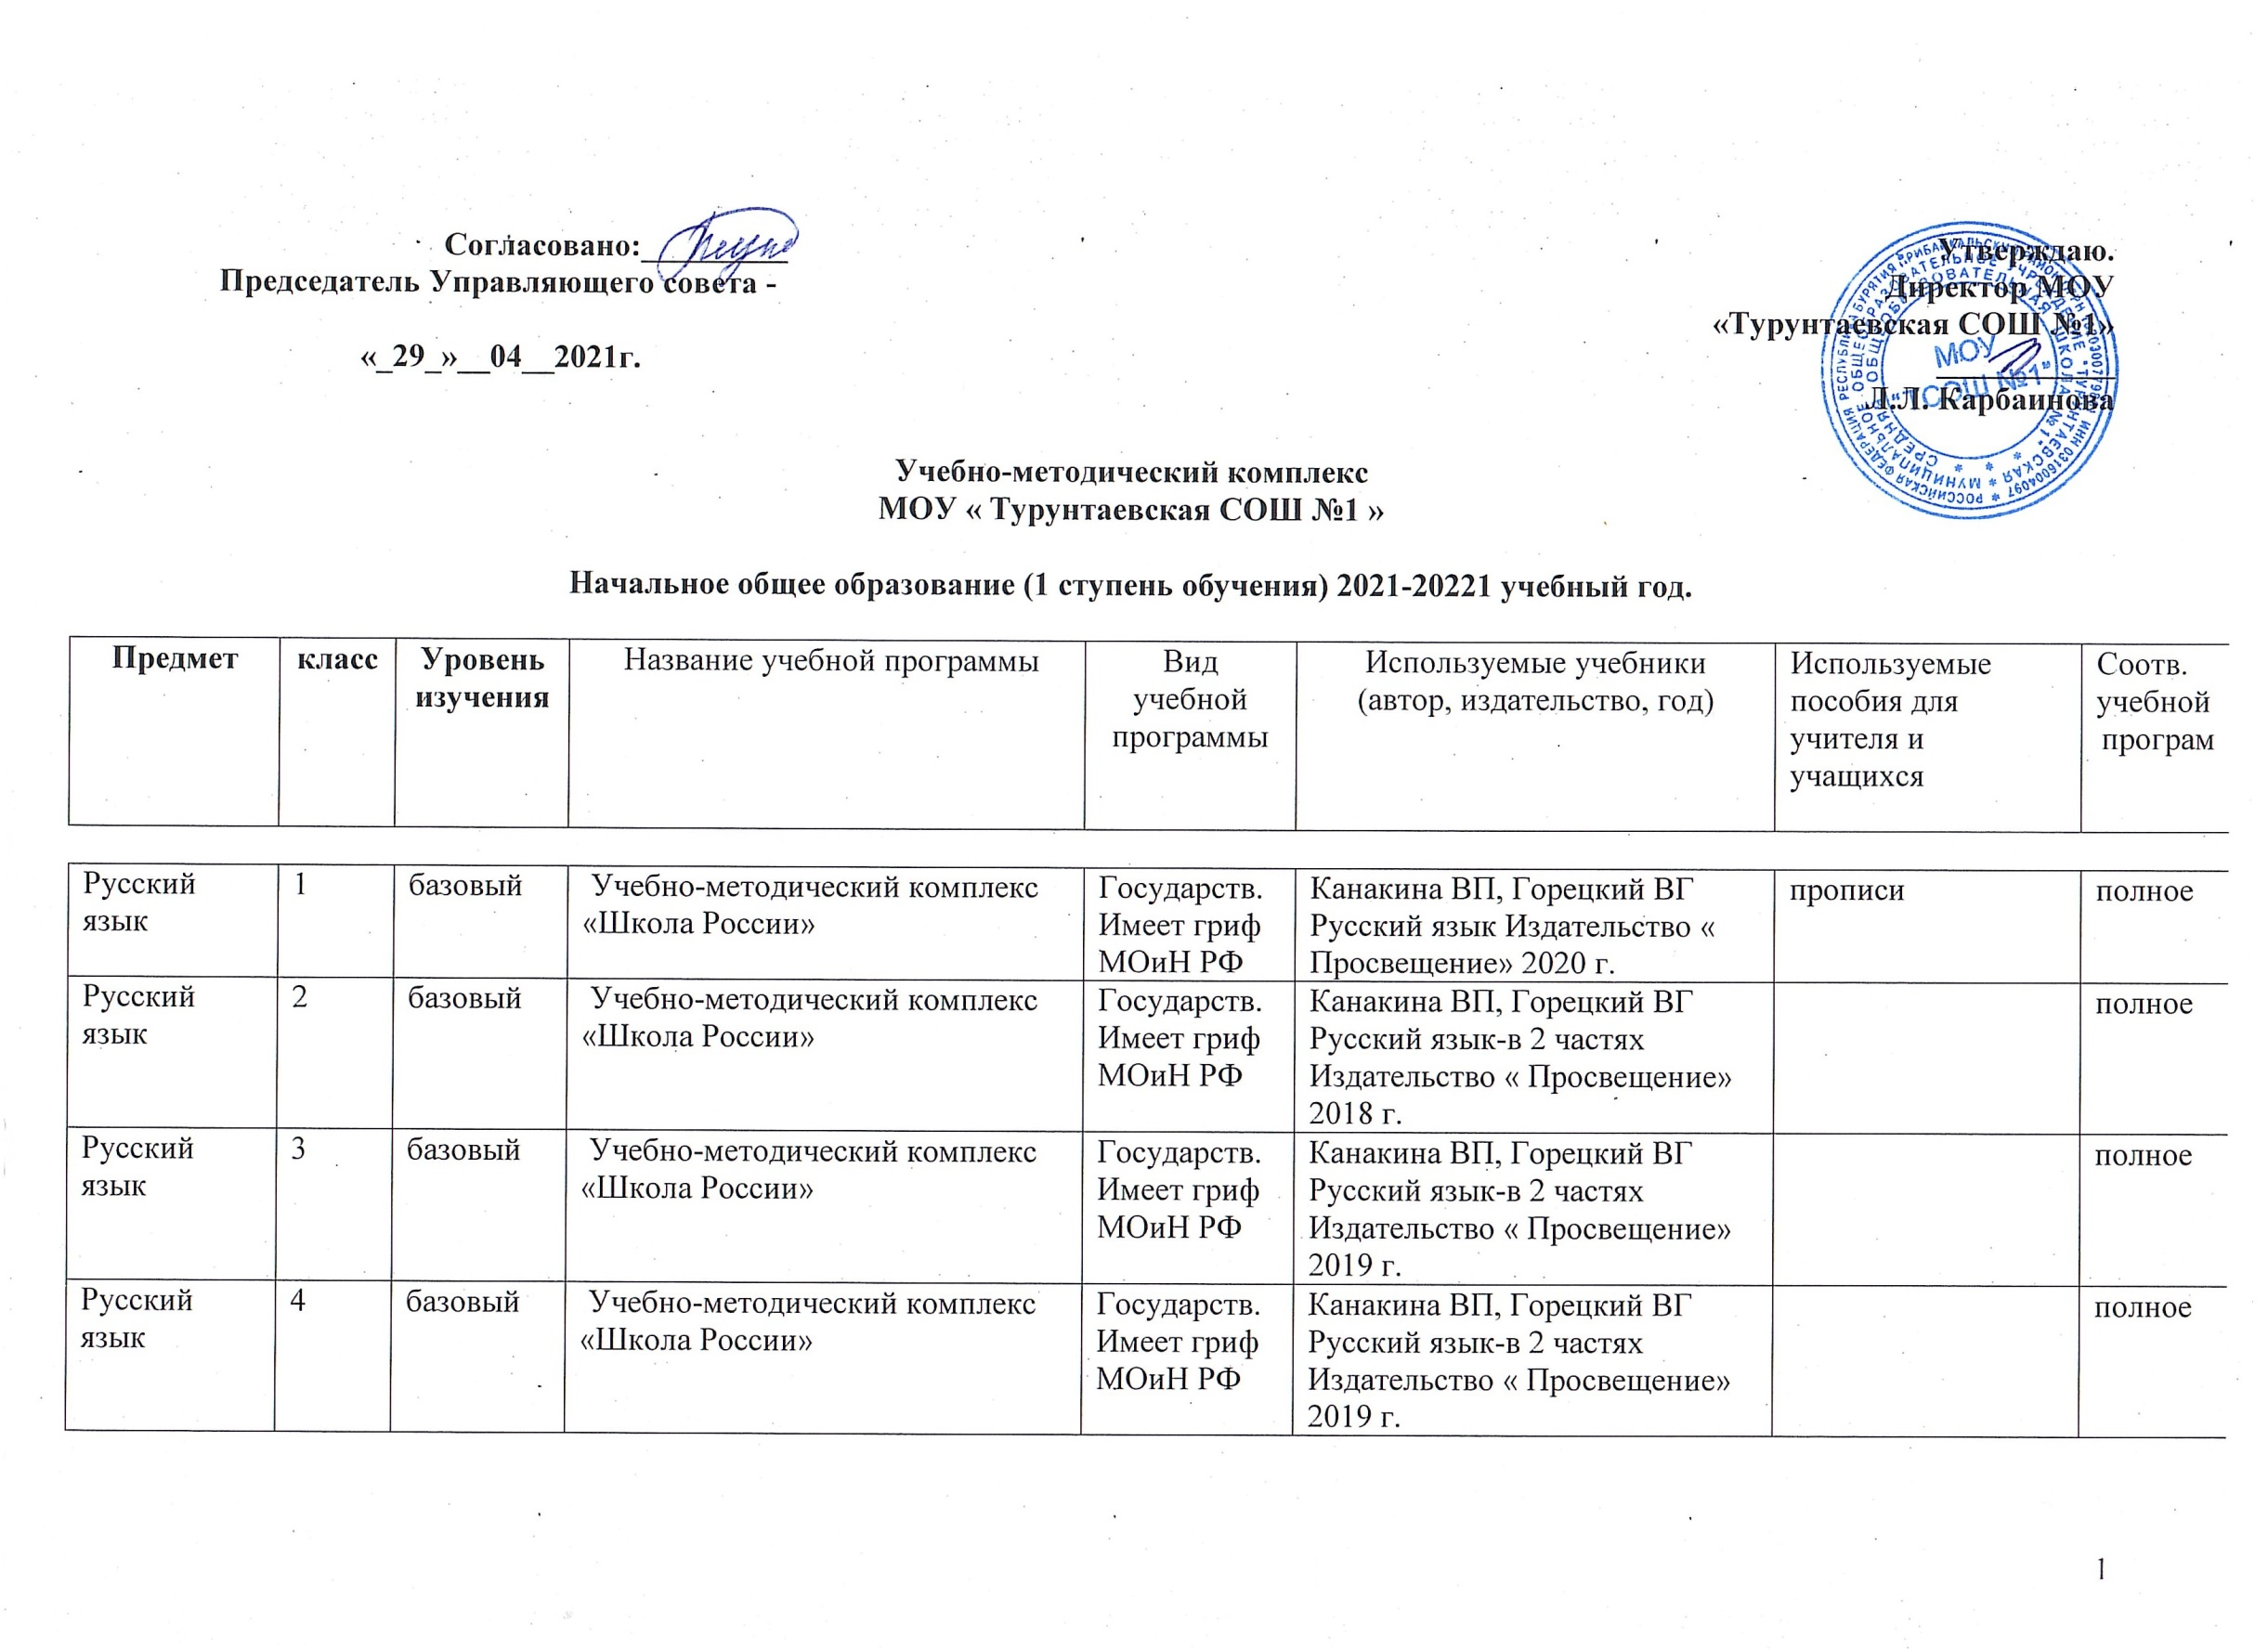 Согласовано:
Председатель Управляющего совета -
«_29_»__04__2021г.
Утверждаю.
Директор МОУ
«Турунтаевская СОШ №1»
Л.Л. Карбаинова
МОУ
СОШ №1"
Учебно-методический комплекс
МОУ « Турунтаевская СОШ №1 »
Начальное общее образование (1 ступень обучения) 2021-20221 учебный год.
Предмет
класс
Уровень
изучения
Название учебной программы
Вид
учебной
программы
Используемые учебники
(автор, издательство, год)
Используемые
пособия для
учителя и
учащихся
Соотв.
учебной
програм
Русский
язык
1
базовый
Учебно-методический комплекс
«Школа России»
Государств.
Имеет гриф
МОиН РФ
Канакина ВП, Горецкий ВГ
Русский язык Издательство «
Просвещение» 2020 г.
прописи
полное
Русский
язык
2
базовый
Учебно-методический комплекс
«Школа России»
Государств.
Имеет гриф
МОиН РФ
Канакина ВП, Горецкий ВГ
Русский язык-в 2 частях
Издательство « Просвещение»
2018 г.
полное
Русский
язык
3
базовый
Учебно-методический комплекс
«Школа России»
Государств.
Имеет гриф
МОиН РФ
Канакина ВП, Горецкий ВГ
Русский язык-в 2 частях
Издательство « Просвещение»
2019 г.
полное
Русский
язык
4
базовый
Учебно-методический комплекс
«Школа России»
Государств.
Имеет гриф
МОиН РФ
Канакина ВП, Горецкий ВГ
Русский язык-в 2 частях
Издательство « Просвещение»
2019 г.
полное
1